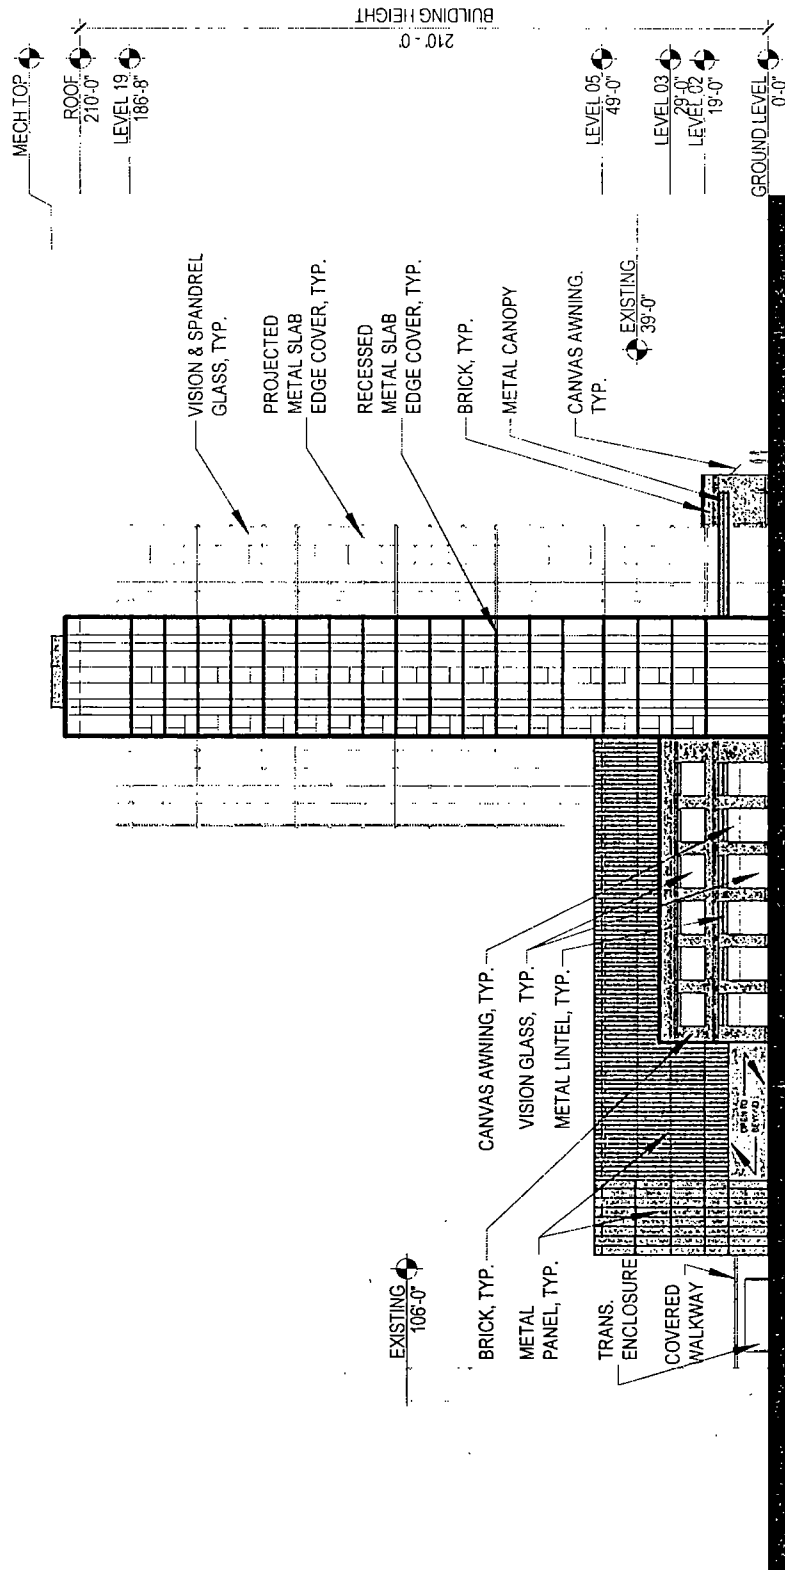 MECH TOP
ROOF
210'-0"
LEVEL 19
186'-8"
LEVEL 05
49'-0"
LEVEL 03
29'-0"
LEVEL 02
19'-0"
GROUND LEVEL
0'-0"
210' - 0"
BUILDING HEIGHT
VISION & SPANDREL
GLASS, TYP.
PROJECTED
METAL SLAB
EDGE COVER, TYP.
RECESSED
METAL SLAB
EDGE COVER, TYP.
BRICK, TYP.
METAL CANOPY
CANVAS AWNING.
TYP.
EXISTING
39'-0"
CANVAS AWNING, TYP.
VISION GLASS, TYP.
METAL LINTEL, TYP.
OPEN TO
BEYOND
EXISTING
106'-0"
BRICK, TYP.
METAL
PANEL, TYP.
TRANS.
ENCLOSURE
COVERED
WALKWAY